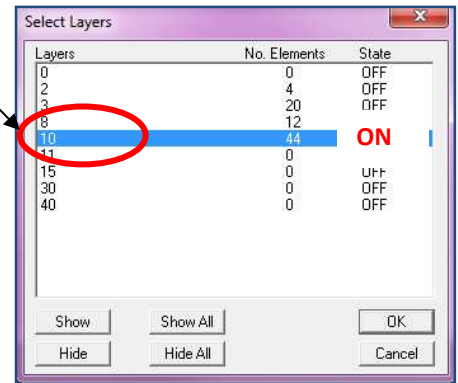 Select Layers
Layers No. Elements State
0 0 OFF
2 4 OFF
3 20 OFF
8 12
10 44 ON
11 0
15 0 OFF
30 0 OFF
40 0 OFF
Show Show All OK
Hide Hide All Cancel